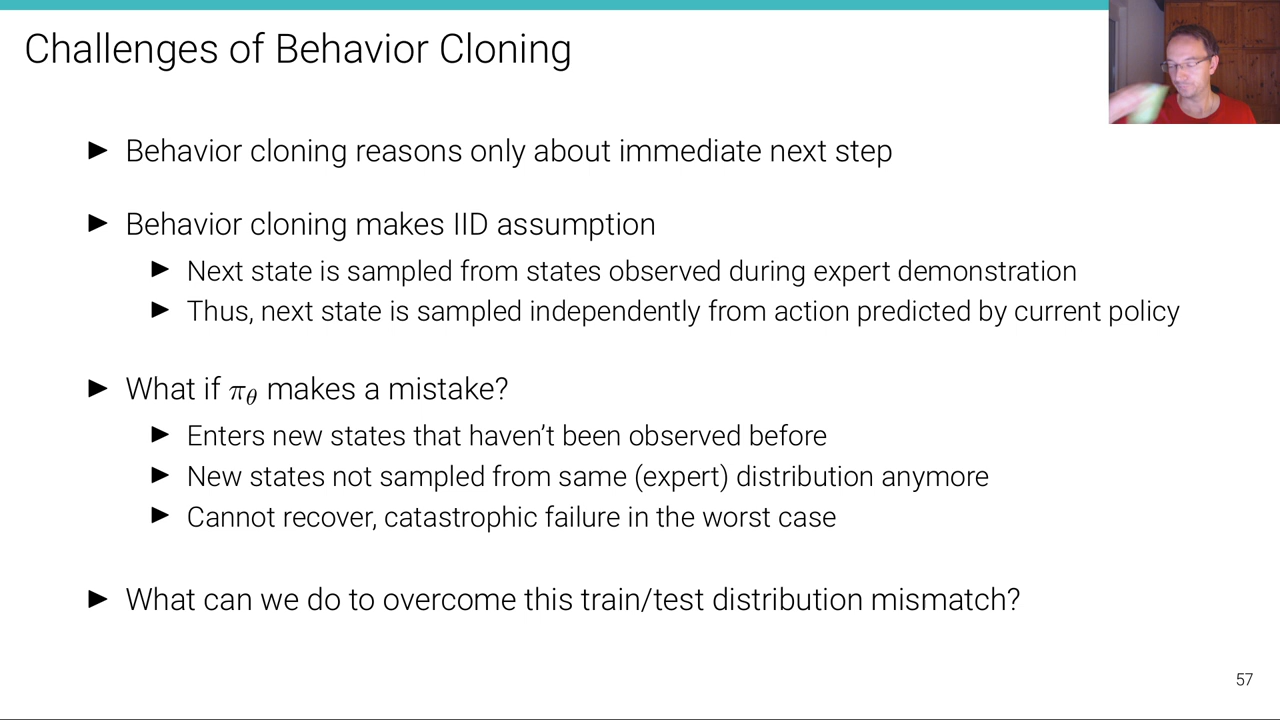 Challenges of Behavior Cloning
► Behavior cloning reasons only about immediate next step
► Behavior cloning makes IID assumption
► Next state is sampled from states observed during expert demonstration
► Thus, next state is sampled independently from action predicted by current policy
► What if πθ makes a mistake?
► Enters new states that haven't been observed before
► New states not sampled from same (expert) distribution anymore
► Cannot recover, catastrophic failure in the worst case
► What can we do to overcome this train/test distribution mismatch?
57